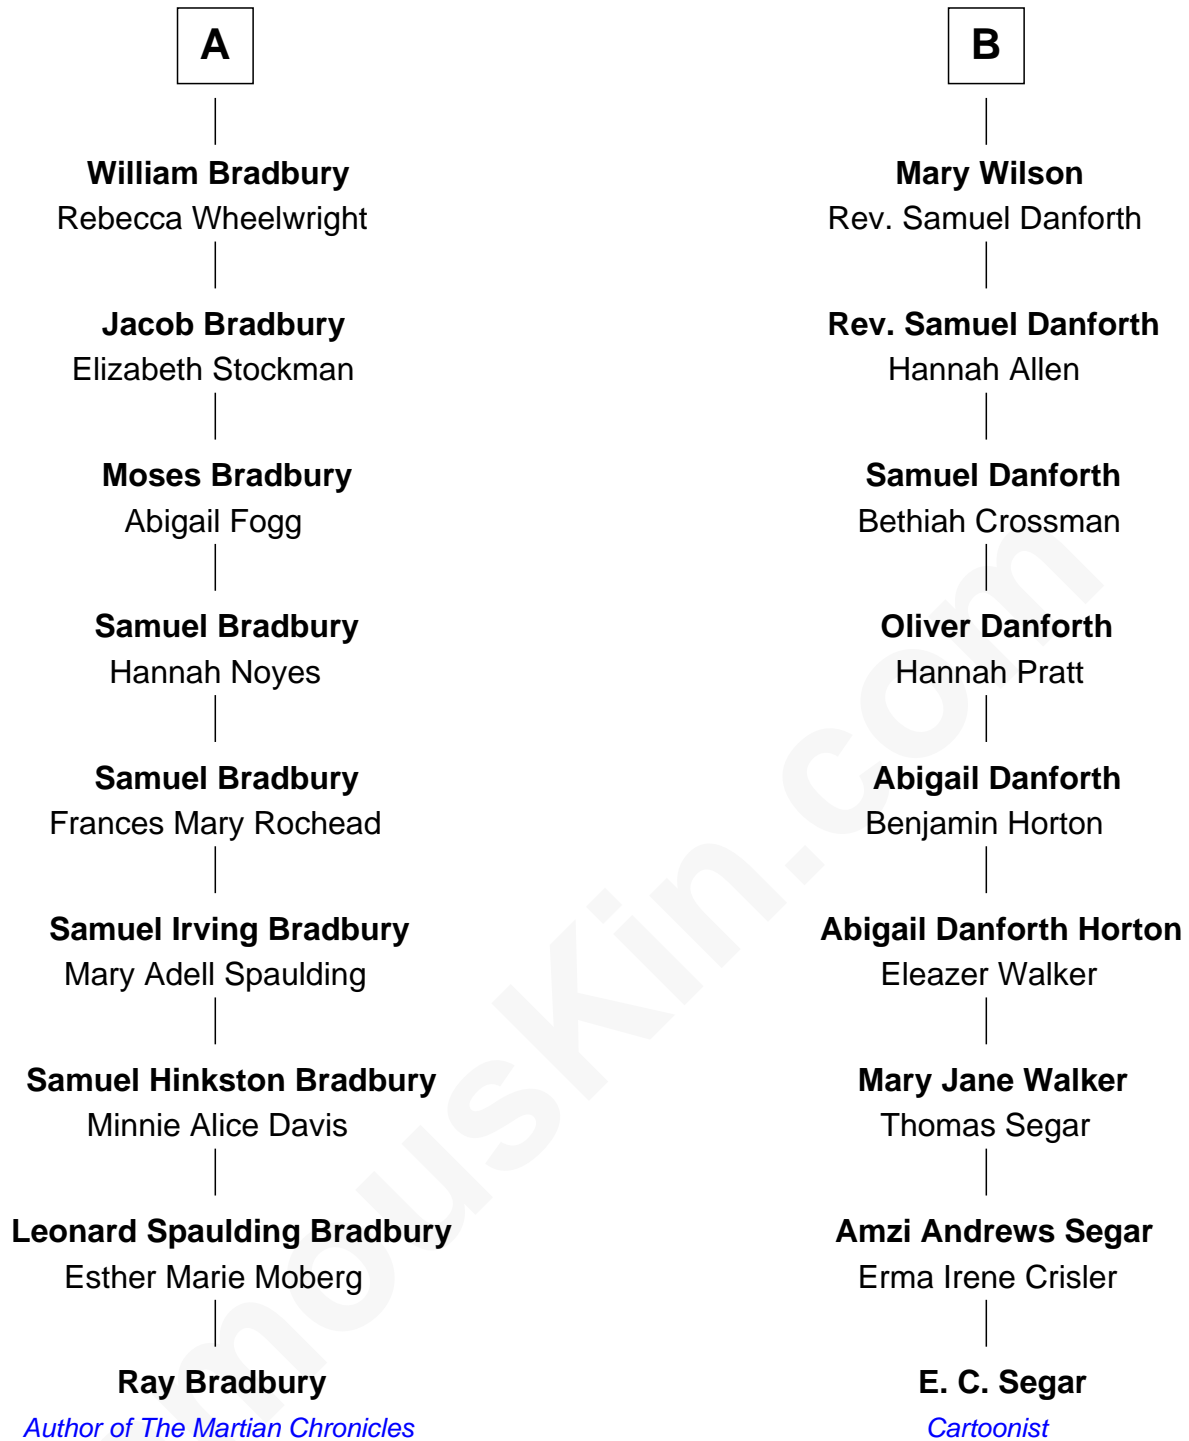 A
William Bradbury
Rebecca Wheelwright
Jacob Bradbury
Elizabeth Stockman
Moses Bradbury
Abigail Fogg
Samuel Bradbury
Hannah Noyes
Samuel Bradbury
Frances Mary Rochead
Samuel Irving Bradbury
Mary Adell Spaulding
Samuel Hinkston Bradbury
Minnie Alice Davis
Leonard Spaulding Bradbury
Esther Marie Moberg
Ray Bradbury
Author of The Martian Chronicles
B
Mary Wilson
Rev. Samuel Danforth
Rev. Samuel Danforth
Hannah Allen
Samuel Danforth
Bethiah Crossman
Oliver Danforth
Hannah Pratt
Abigail Danforth
Benjamin Horton
Abigail Danforth Horton
Eleazer Walker
Mary Jane Walker
Thomas Segar
Amzi Andrews Segar
Erma Irene Crisler
E. C. Segar
Cartoonist
mousKin.com